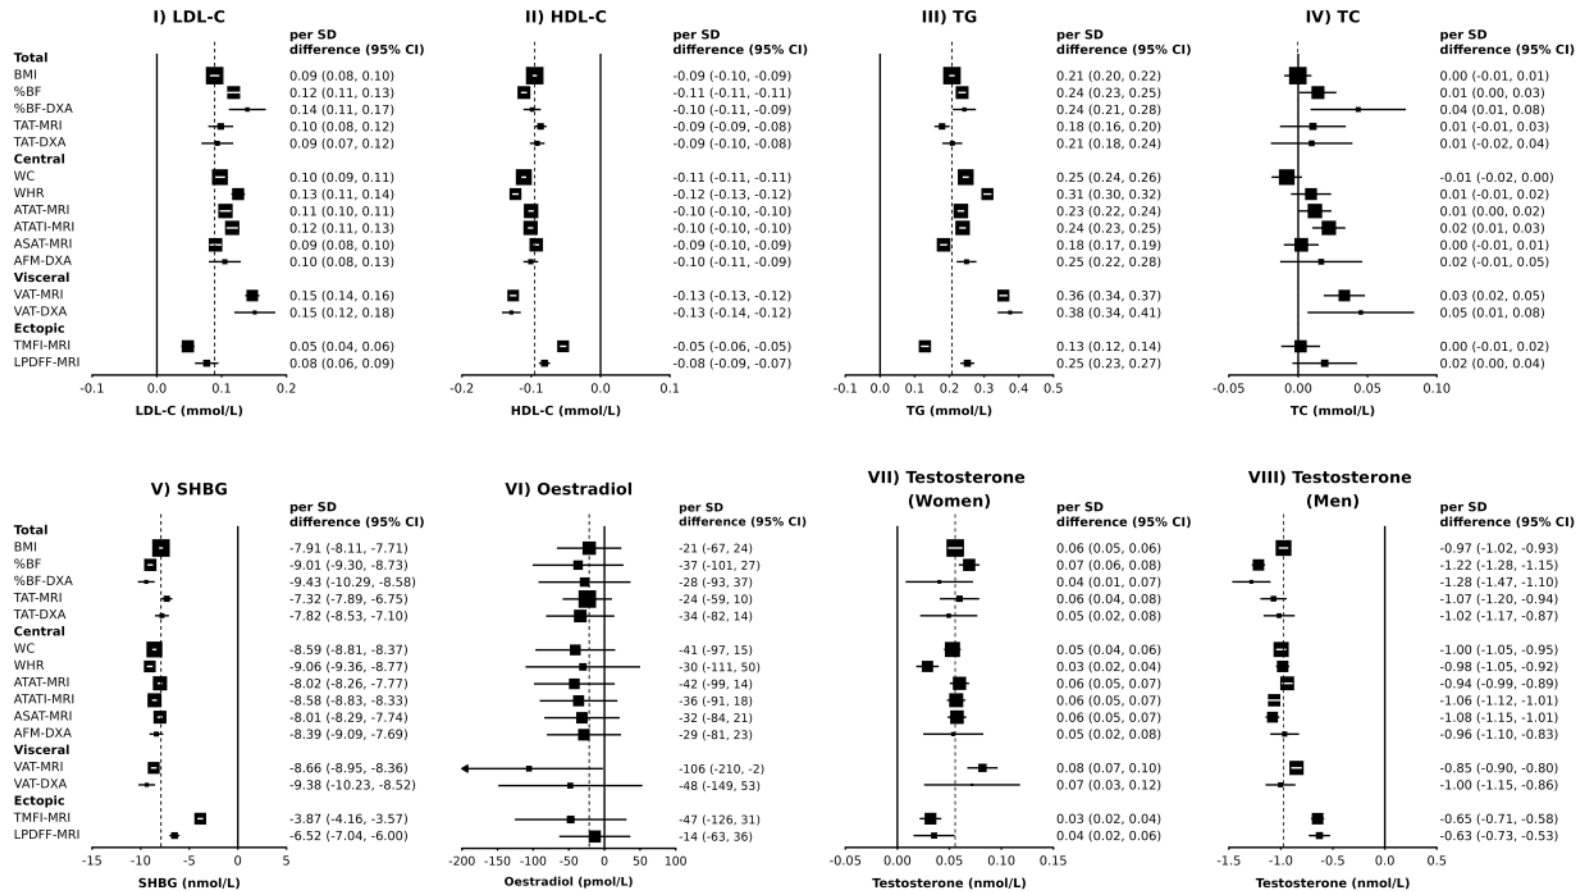 I) LDL-C
per SD
difference (95% CI)
Total
BMI 0.09 (0.08, 0.10)
%BF 0.12 (0.11, 0.13)
%BF-DXA 0.14 (0.11, 0.17)
TAT-MRI 0.10 (0.08, 0.12)
TAT-DXA 0.09 (0.07, 0.12)
Central
WC 0.10 (0.09, 0.11)
WHR 0.13 (0.11, 0.14)
ATAT-MRI 0.11 (0.10, 0.11)
ATATI-MRI 0.12 (0.11, 0.13)
ASAT-MRI 0.09 (0.08, 0.10)
AFM-DXA 0.10 (0.08, 0.13)
Visceral
VAT-MRI 0.15 (0.14, 0.16)
VAT-DXA 0.15 (0.12, 0.18)
Ectopic
TMFI-MRI 0.05 (0.04, 0.06)
LPDFF-MRI 0.08 (0.06, 0.09)
-0.1 0.0 0.1 0.2
LDL-C (mmol/L)
II) HDL-C
per SD
difference (95% CI)
-0.09 (-0.10, -0.09)
-0.11 (-0.11, -0.11)
-0.10 (-0.11, -0.09)
-0.09 (-0.09, -0.08)
-0.09 (-0.10, -0.08)
-0.11 (-0.11, -0.11)
-0.12 (-0.13, -0.12)
-0.10 (-0.10, -0.10)
-0.10 (-0.10, -0.10)
-0.09 (-0.10, -0.09)
-0.10 (-0.11, -0.09)
-0.13 (-0.13, -0.12)
-0.13 (-0.14, -0.12)
-0.05 (-0.06, -0.05)
-0.08 (-0.09, -0.07)
-0.2 -0.1 0.0 0.1
HDL-C (mmol/L)
III) TG
per SD
difference (95% CI)
0.21 (0.20, 0.22)
0.24 (0.23, 0.25)
0.24 (0.21, 0.28)
0.18 (0.16, 0.20)
0.21 (0.18, 0.24)
0.25 (0.24, 0.26)
0.31 (0.30, 0.32)
0.23 (0.22, 0.24)
0.24 (0.23, 0.25)
0.18 (0.17, 0.19)
0.25 (0.22, 0.28)
0.36 (0.34, 0.37)
0.38 (0.34, 0.41)
0.13 (0.12, 0.14)
0.25 (0.23, 0.27)
-0.1 0.0 0.1 0.2 0.3 0.4 0.5
TG (mmol/L)
IV) TC
per SD
difference (95% CI)
0.00 (-0.01, 0.01)
0.01 (0.00, 0.03)
0.04 (0.01, 0.08)
0.01 (-0.01, 0.03)
0.01 (-0.02, 0.04)
-0.01 (-0.02, 0.00)
0.01 (-0.01, 0.02)
0.01 (0.00, 0.02)
0.02 (0.01, 0.03)
0.00 (-0.01, 0.01)
0.02 (-0.01, 0.05)
0.03 (0.02, 0.05)
0.05 (0.01, 0.08)
0.00 (-0.01, 0.02)
0.02 (0.00, 0.04)
-0.05 0.00 0.05 0.10
TC (mmol/L)
V) SHBG
per SD
difference (95% CI)
Total
BMI -7.91 (-8.11, -7.71)
%BF -9.01 (-9.30, -8.73)
%BF-DXA -9.43 (-10.29, -8.58)
TAT-MRI -7.32 (-7.89, -6.75)
TAT-DXA -7.82 (-8.53, -7.10)
Central
WC -8.59 (-8.81, -8.37)
WHR -9.06 (-9.36, -8.77)
ATAT-MRI -8.02 (-8.26, -7.77)
ATATI-MRI -8.58 (-8.83, -8.33)
ASAT-MRI -8.01 (-8.29, -7.74)
AFM-DXA -8.39 (-9.09, -7.69)
Visceral
VAT-MRI -8.66 (-8.95, -8.36)
VAT-DXA -9.38 (-10.23, -8.52)
Ectopic
TMFI-MRI -3.87 (-4.16, -3.57)
LPDFF-MRI -6.52 (-7.04, -6.00)
-15 -10 -5 0 5
SHBG (nmol/L)
VI) Oestradiol
per SD
difference (95% CI)
-21 (-67, 24)
-37 (-101, 27)
-28 (-93, 37)
-24 (-59, 10)
-34 (-82, 14)
-41 (-97, 15)
-30 (-111, 50)
-42 (-99, 14)
-36 (-91, 18)
-32 (-84, 21)
-29 (-81, 23)
-106 (-210, -2)
-48 (-149, 53)
-47 (-126, 31)
-14 (-63, 36)
-200 -150 -100 -50 0 50 100
Oestradiol (pmol/L)
VII) Testosterone
(Women)
per SD
difference (95% CI)
0.06 (0.05, 0.06)
0.07 (0.06, 0.08)
0.04 (0.01, 0.07)
0.06 (0.04, 0.08)
0.05 (0.02, 0.08)
0.05 (0.04, 0.06)
0.03 (0.02, 0.04)
0.06 (0.05, 0.07)
0.06 (0.05, 0.07)
0.06 (0.05, 0.07)
0.05 (0.02, 0.08)
0.08 (0.07, 0.10)
0.07 (0.03, 0.12)
0.03 (0.02, 0.04)
0.04 (0.02, 0.06)
-0.05 0.00 0.05 0.10 0.15
Testosterone (nmol/L)
VIII) Testosterone
(Men)
per SD
difference (95% CI)
-0.97 (-1.02, -0.93)
-1.22 (-1.28, -1.15)
-1.28 (-1.47, -1.10)
-1.07 (-1.20, -0.94)
-1.02 (-1.17, -0.87)
-1.00 (-1.05, -0.95)
-0.98 (-1.05, -0.92)
-0.94 (-0.99, -0.89)
-1.06 (-1.12, -1.01)
-1.08 (-1.15, -1.01)
-0.96 (-1.10, -0.83)
-0.85 (-0.90, -0.80)
-1.00 (-1.15, -0.86)
-0.65 (-0.71, -0.58)
-0.63 (-0.73, -0.53)
-1.5 -1.0 -0.5 0.0 0.5
Testosterone (nmol/L)